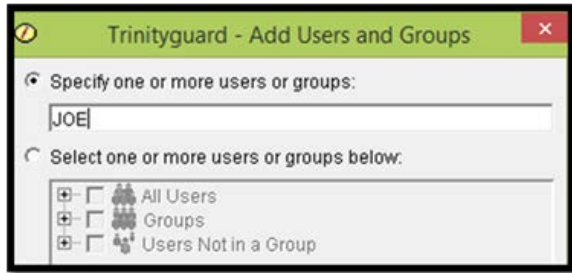 Trinityguard - Add Users and Groups
Specify one or more users or groups:
JOE
Select one or more users or groups below:
All Users
Groups
Users Not in a Group